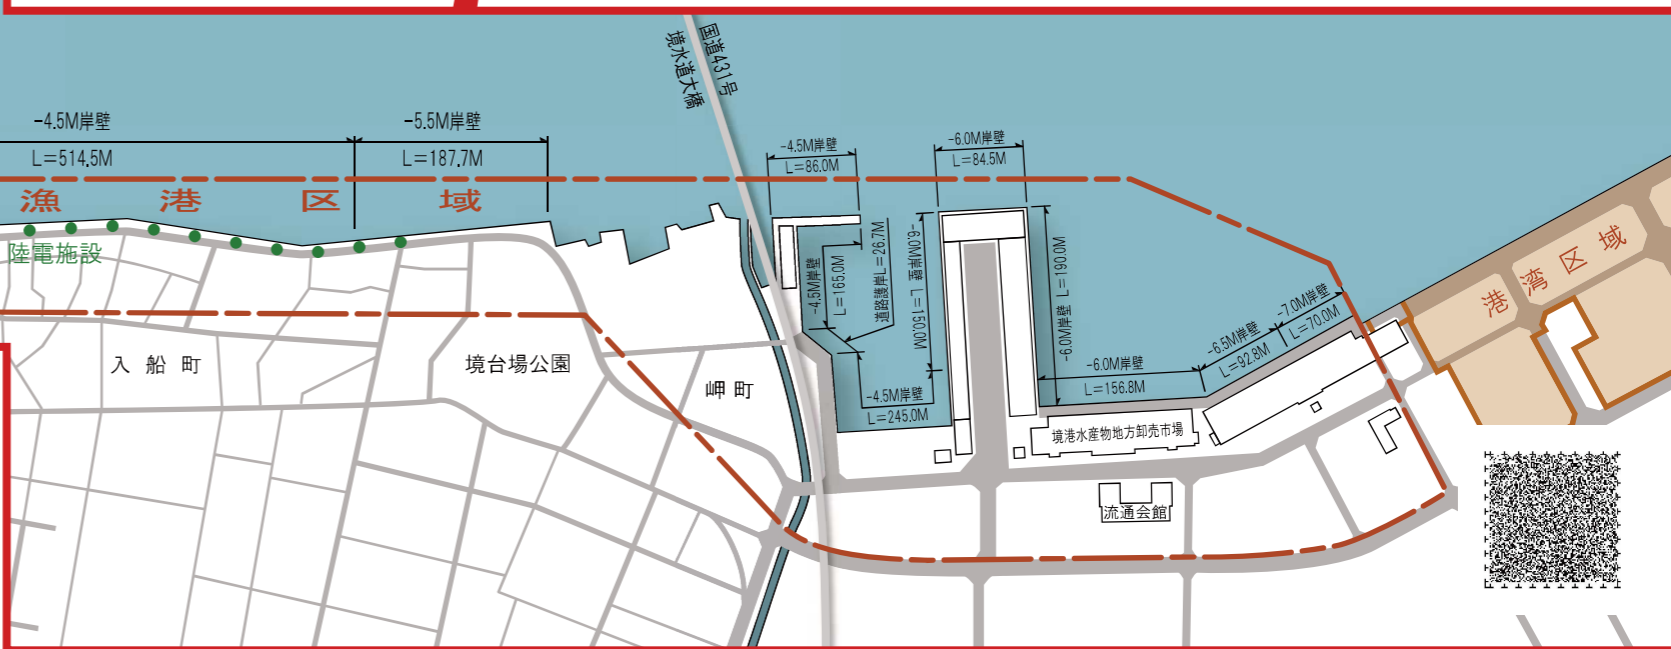 国道431号
境水道大橋
-4.5M岸壁
L=514.5M
-5.5M岸壁
L=187.7M
-4.5M岸壁
L=86.0M
-6.0M岸壁
L=84.5M
漁港区域
陸電施設
-4.5M岸壁
L=165.0M
道路護岸L=26.7M
-6.0M岸壁 L=150.0M
-6.0M岸壁 L=190.0M
港湾区域
-7.0M岸壁
L=70.0M
-6.5M岸壁
L=92.8M
-6.0M岸壁
L=156.8M
-4.5M岸壁
L=245.0M
入船町
境台場公園
岬町
境港水産物地方卸売市場
流通会館